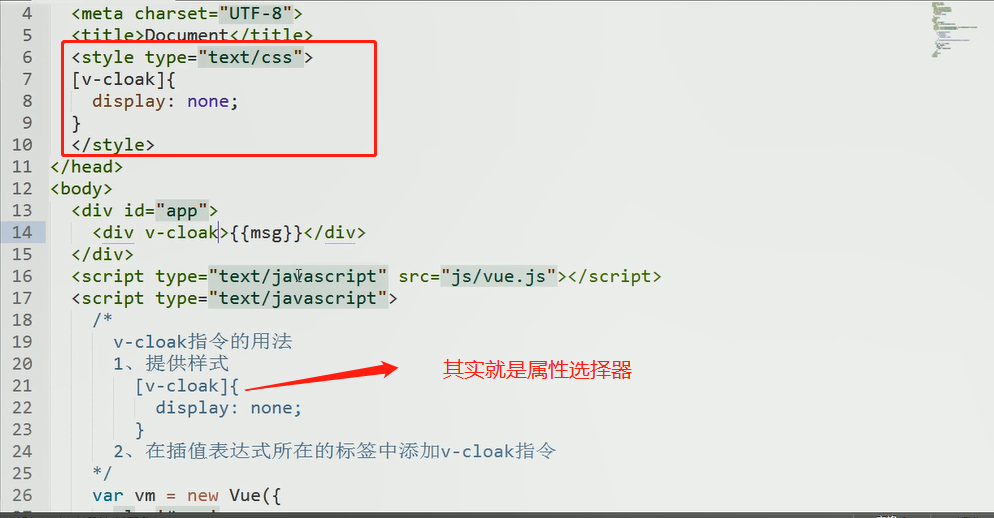 4 <meta charset="UTF-8">
5 <title>Document</title>
6 <style type="text/css">
7 [v-cloak]{
8 display: none;
9 }
10 </style>
11 </head>
12 <body>
13 <div id="app">
14 <div v-cloak>{{msg}}</div>
15 </div>
16 <script type="text/javascript" src="js/vue.js"></script>
17 <script type="text/javascript">
18 /*
19 v-cloak指令的用法
20 1、提供样式
其实就是属性选择器
21 [v-cloak]{
22 display: none;
23 }
24 2、在插值表达式所在的标签中添加v-cloak指令
25 */
26 var vm = new Vue({